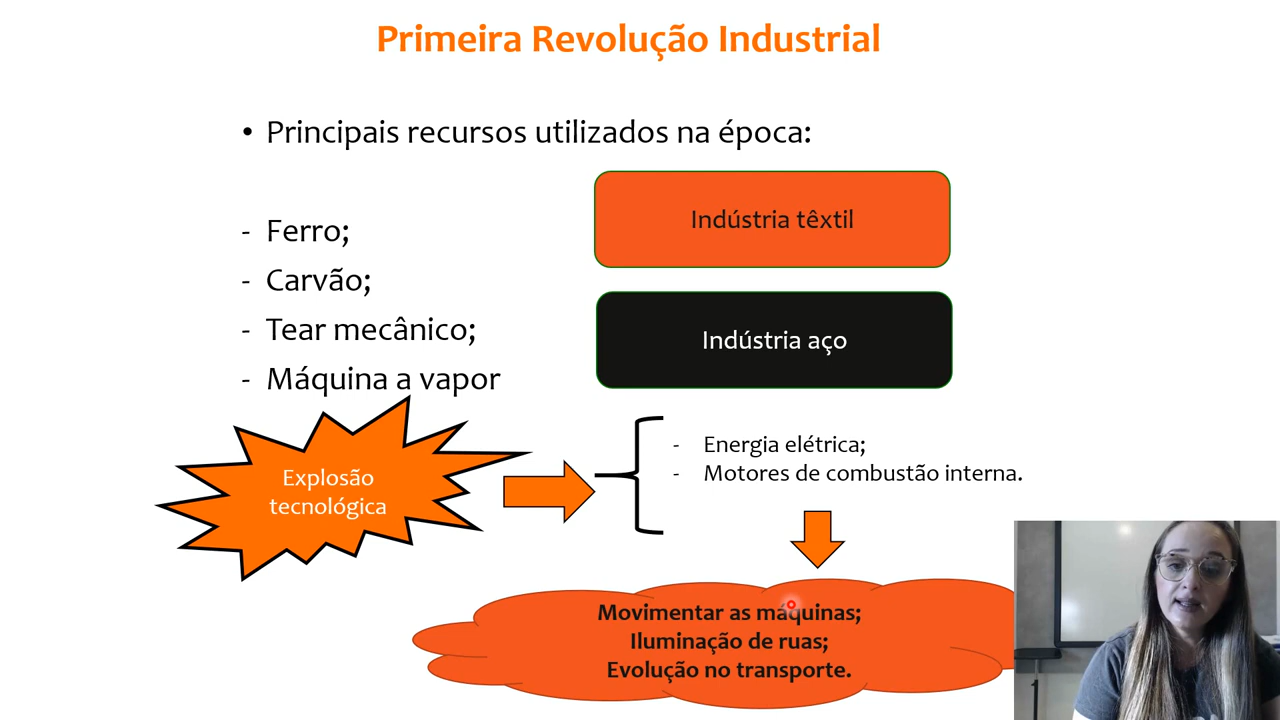 Primeira Revolução Industrial
• Principais recursos utilizados na época:
- Ferro;
- Carvão;
- Tear mecânico;
- Máquina a vapor
Indústria têxtil
Indústria aço
Explosão
tecnológica
- Energia elétrica;
- Motores de combustão interna.
Movimentar as máquinas;
Iluminação de ruas;
Evolução no transporte.